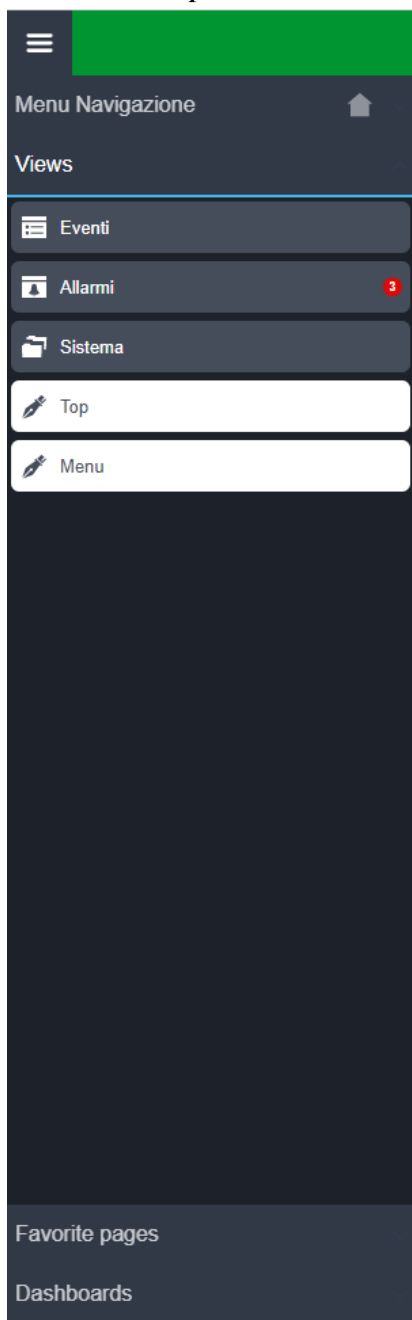 Menu Navigazione
Views
Eventi
Allarmi 3
Sistema
Top
Menu
Favorite pages
Dashboards